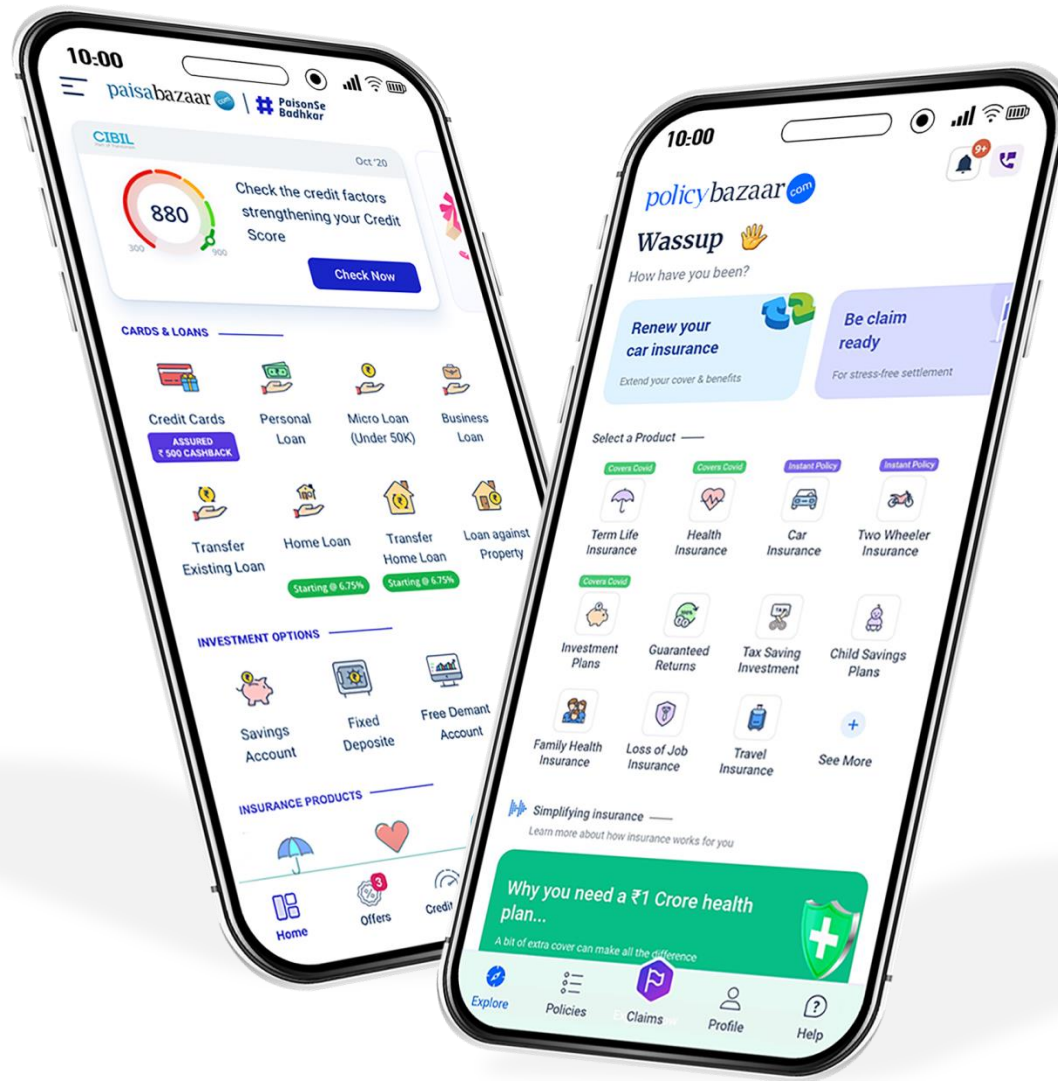 10:00
paisabazaar com | # PaisonSe
Badhkar
CIBIL
Oct '20
880
300
900
Check the credit factors
strengthening your Credit
Score
Check Now
CARDS & LOANS
Credit Cards
ASSURED
₹ 500 CASHBACK
Personal
Loan
Micro Loan
(Under 50K)
Business
Loan
Transfer
Existing Loan
Home Loan
Starting @ 6.75%
Transfer
Home Loan
Starting @ 6.75%
Loan against
Property
INVESTMENT OPTIONS
Savings
Account
Fixed
Deposite
Free Demant
Account
INSURANCE PRODUCTS
Home
3
Offers
Credit
10:00
9+
policybazaar com
Wassup
How have you been?
Renew your
car insurance
Extend your cover & benefits
Be claim
ready
For stress-free settlement
Select a Product
Covers Covid
Term Life
Insurance
Covers Covid
Health
Insurance
Instant Policy
Car
Insurance
Instant Policy
Two Wheeler
Insurance
Covers Covid
Investment
Plans
Guaranteed
Returns
Tax Saving
Investment
Child Savings
Plans
Family Health
Insurance
Loss of Job
Insurance
Travel
Insurance
+
See More
Simplifying insurance
Learn more about how insurance works for you
Why you need a ₹1 Crore health
plan...
A bit of extra cover can make all the difference
Explore
Policies
Claims
Profile
Help